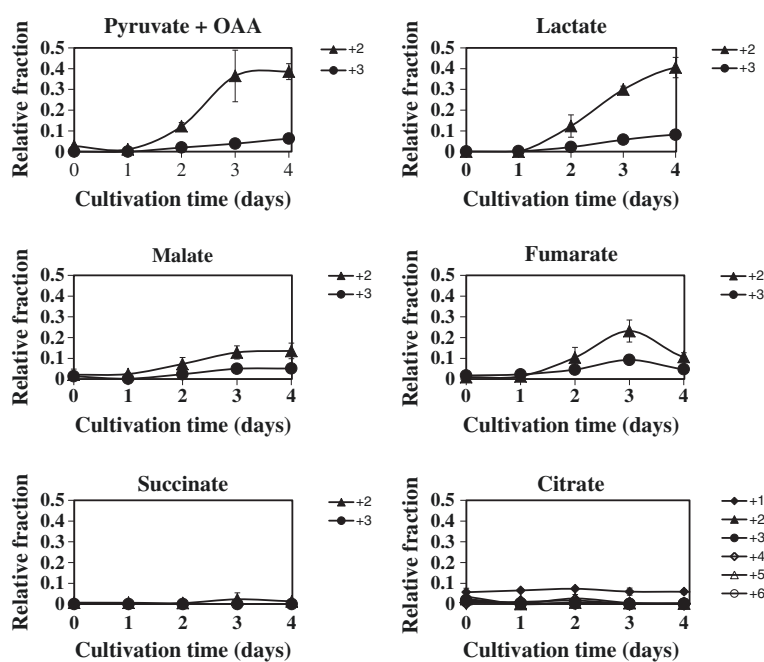 Pyruvate + OAA
Relative fraction
0.5
0.4
0.3
0.2
0.1
0
0 1 2 3 4
Cultivation time (days)
+2
+3
Lactate
Relative fraction
0.5
0.4
0.3
0.2
0.1
0
0 1 2 3 4
Cultivation time (days)
+2
+3
Malate
Relative fraction
0.5
0.4
0.3
0.2
0.1
0
0 1 2 3 4
Cultivation time (days)
+2
+3
Fumarate
Relative fraction
0.5
0.4
0.3
0.2
0.1
0
0 1 2 3 4
Cultivation time (days)
+2
+3
Succinate
Relative fraction
0.5
0.4
0.3
0.2
0.1
0
0 1 2 3 4
Cultivation time (days)
+2
+3
Citrate
Relative fraction
0.5
0.4
0.3
0.2
0.1
0
0 1 2 3 4
Cultivation time (days)
+1
+2
+3
+4
+5
+6